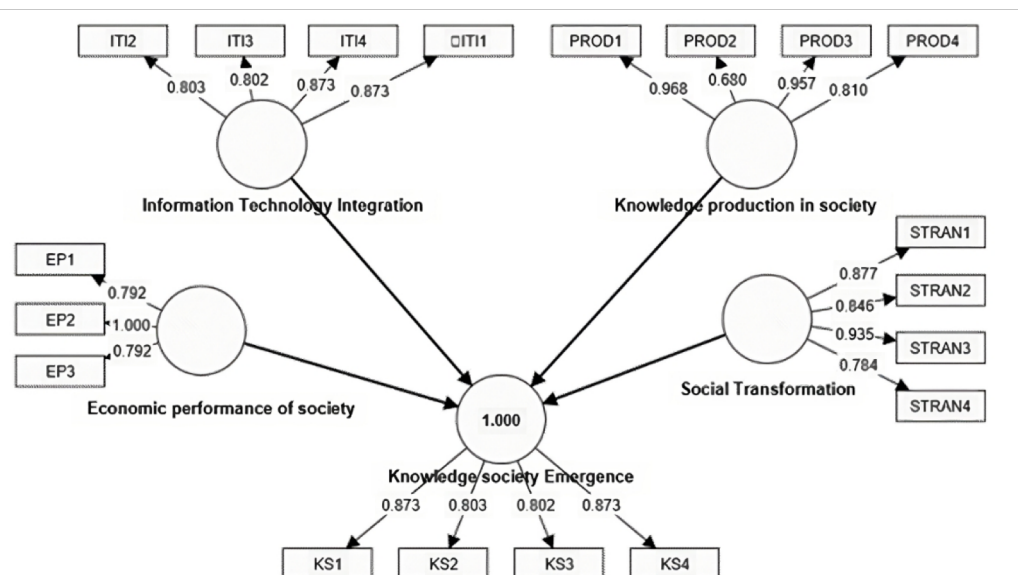 ITI2
ITI3
ITI4
□ITI1
PROD1
PROD2
PROD3
PROD4
0.803
0.802
0.873
0.873
0.968
0.680
0.957
0.810
Information Technology Integration
Knowledge production in society
EP1
EP2
EP3
0.792
1.000
0.792
Economic performance of society
STRAN1
STRAN2
STRAN3
STRAN4
0.877
0.846
0.935
0.784
Social Transformation
1.000
Knowledge society Emergence
0.873
0.803
0.802
0.873
KS1
KS2
KS3
KS4